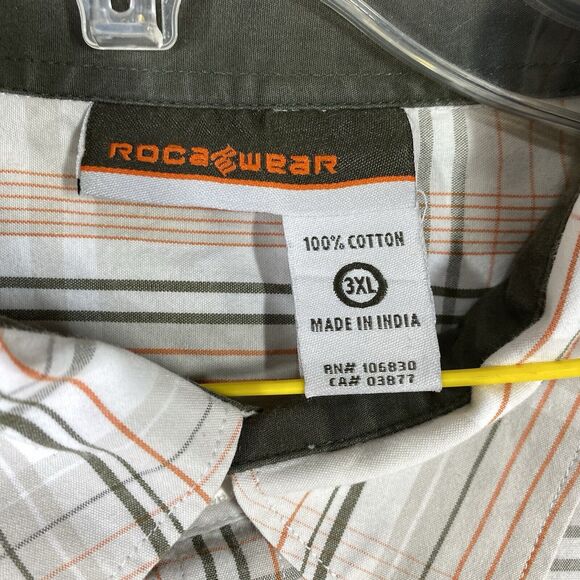 ROCAWEAR
100% COTTON
3XL
MADE IN INDIA
RN# 106830
CA# 03877